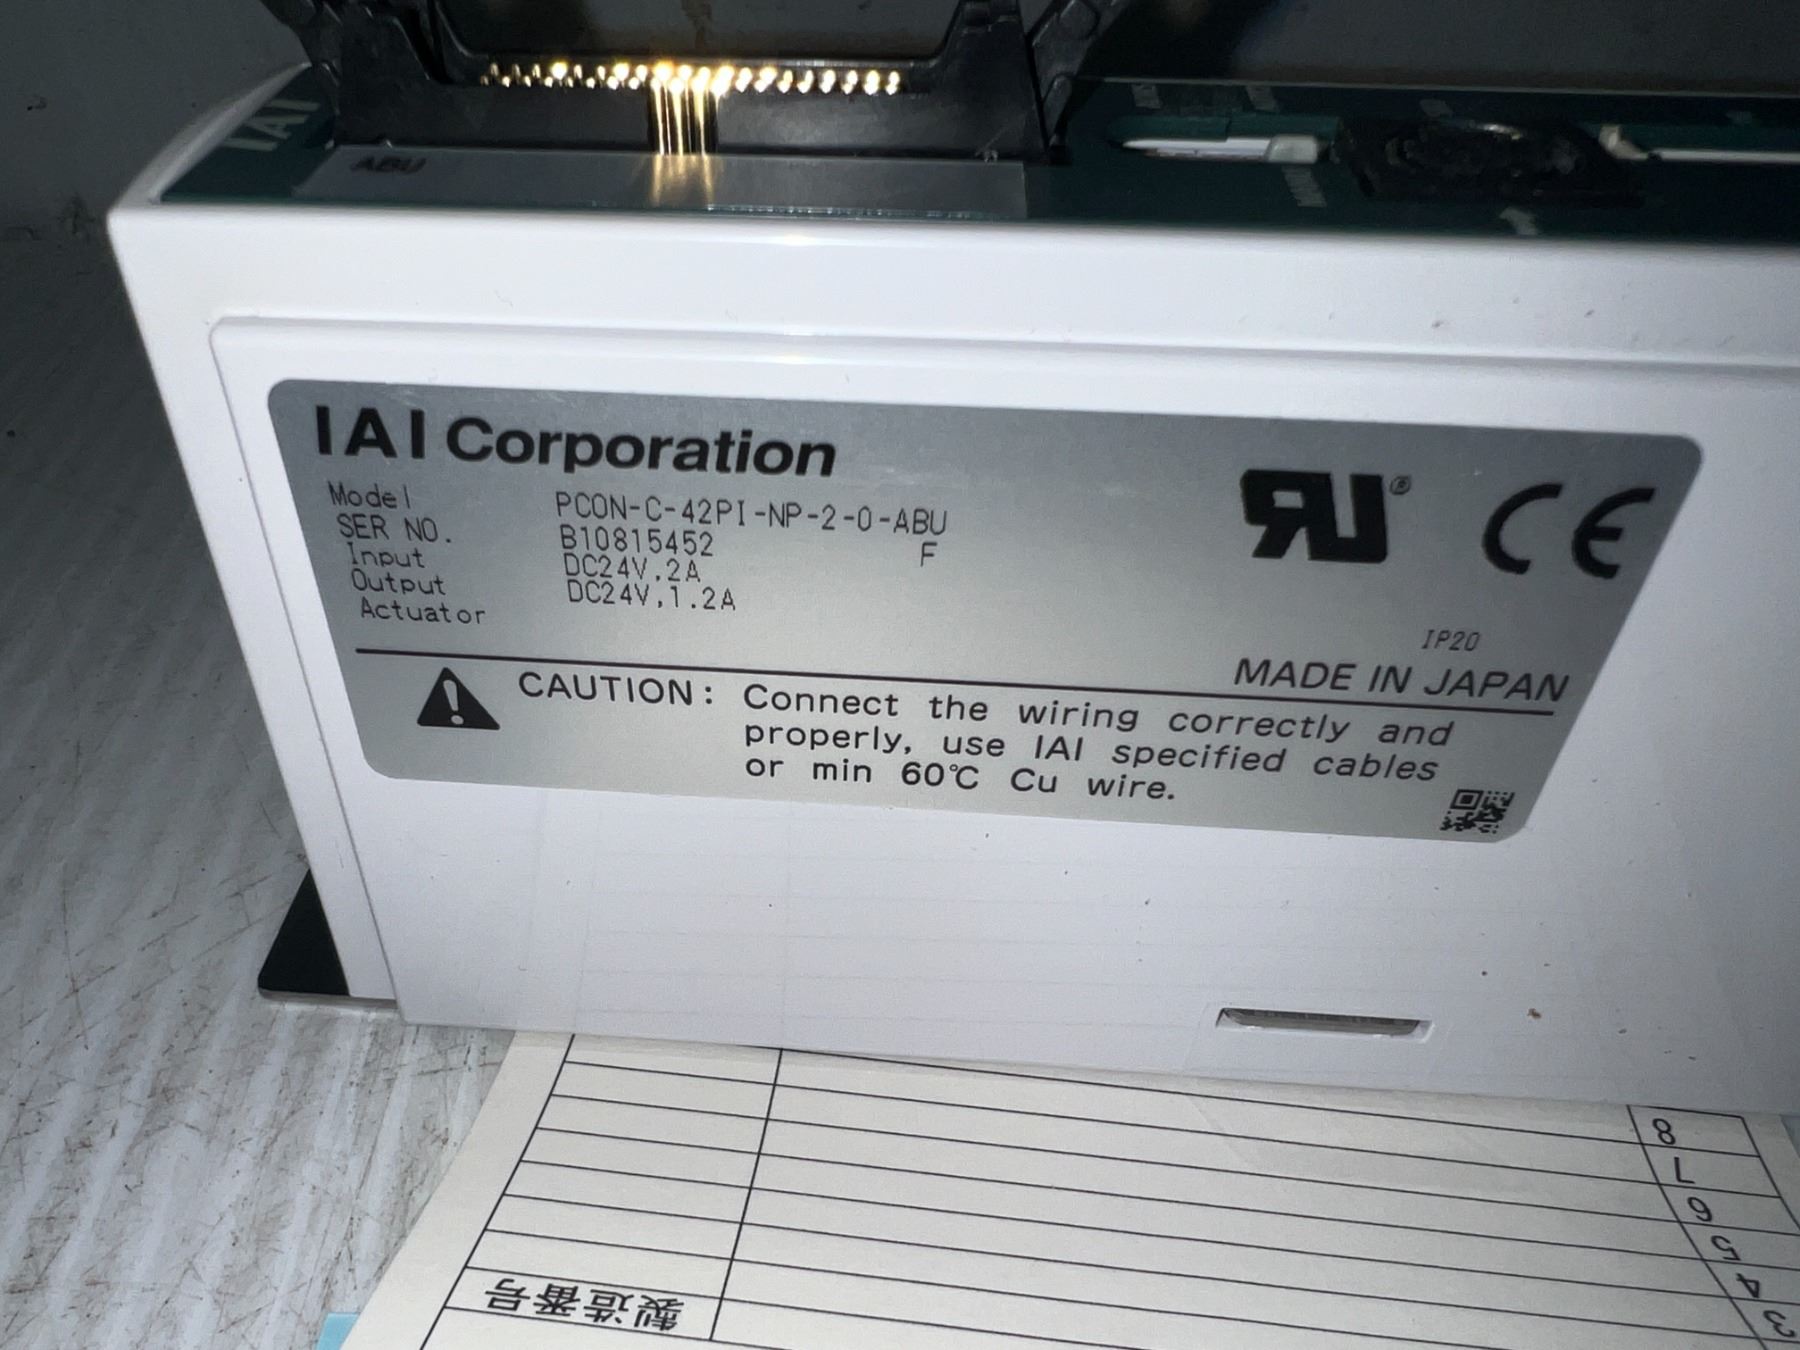 IAI
ABU
IAI Corporation
Model PCON-C-42PI-NP-2-0-ABU
SER NO. B10815452 F
Input DC24V,2A
Output DC24V,1.2A
Actuator
IP20
MADE IN JAPAN
CAUTION: Connect the wiring correctly and
properly, use IAI specified cables
or min 60℃ Cu wire.
8
7
6
5
4
3
製造番号